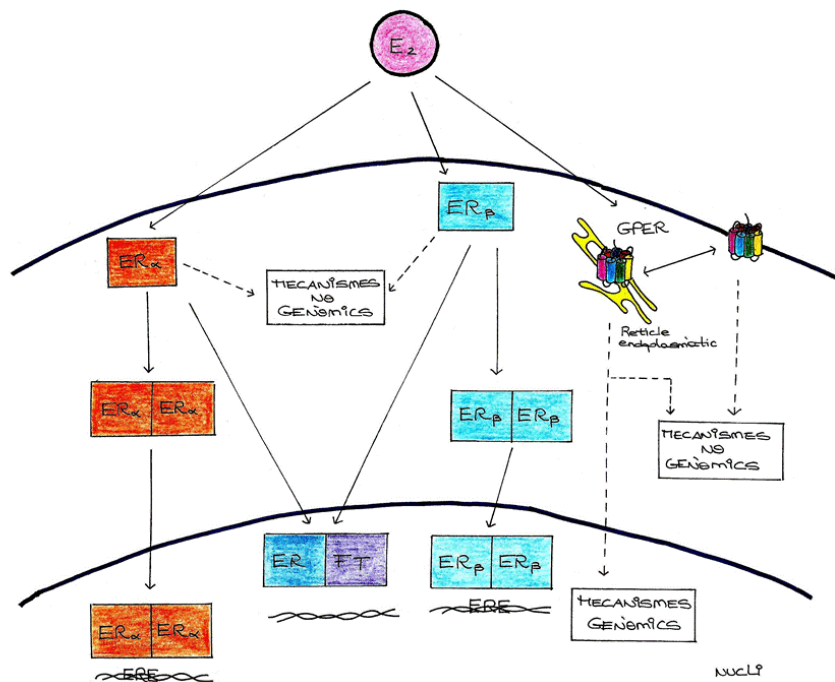 E₂
ERβ
GPER
ERα
MECANISMES
NO
GENÒMICS
Reticle
endoplasmàtic
ERα ERα
ERβ ERβ
MECANISMES
NO
GENÒMICS
ER FT
ERβ ERβ
ERE
MECANISMES
GENÒMICS
ERα ERα
ERE
NUCLI